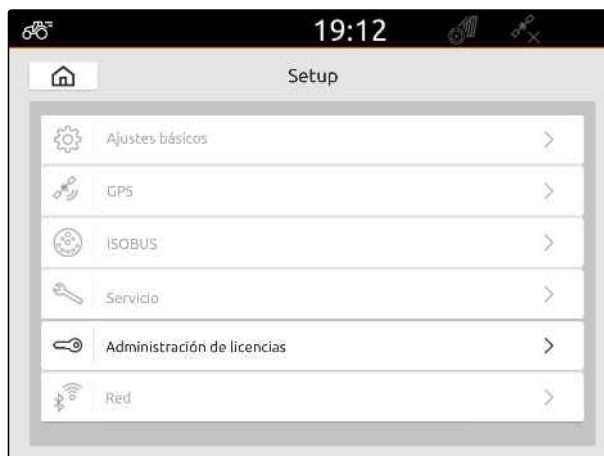 19:12
Setup
Ajustes básicos
GPS
ISOBUS
Servicio
Administración de licencias
Red